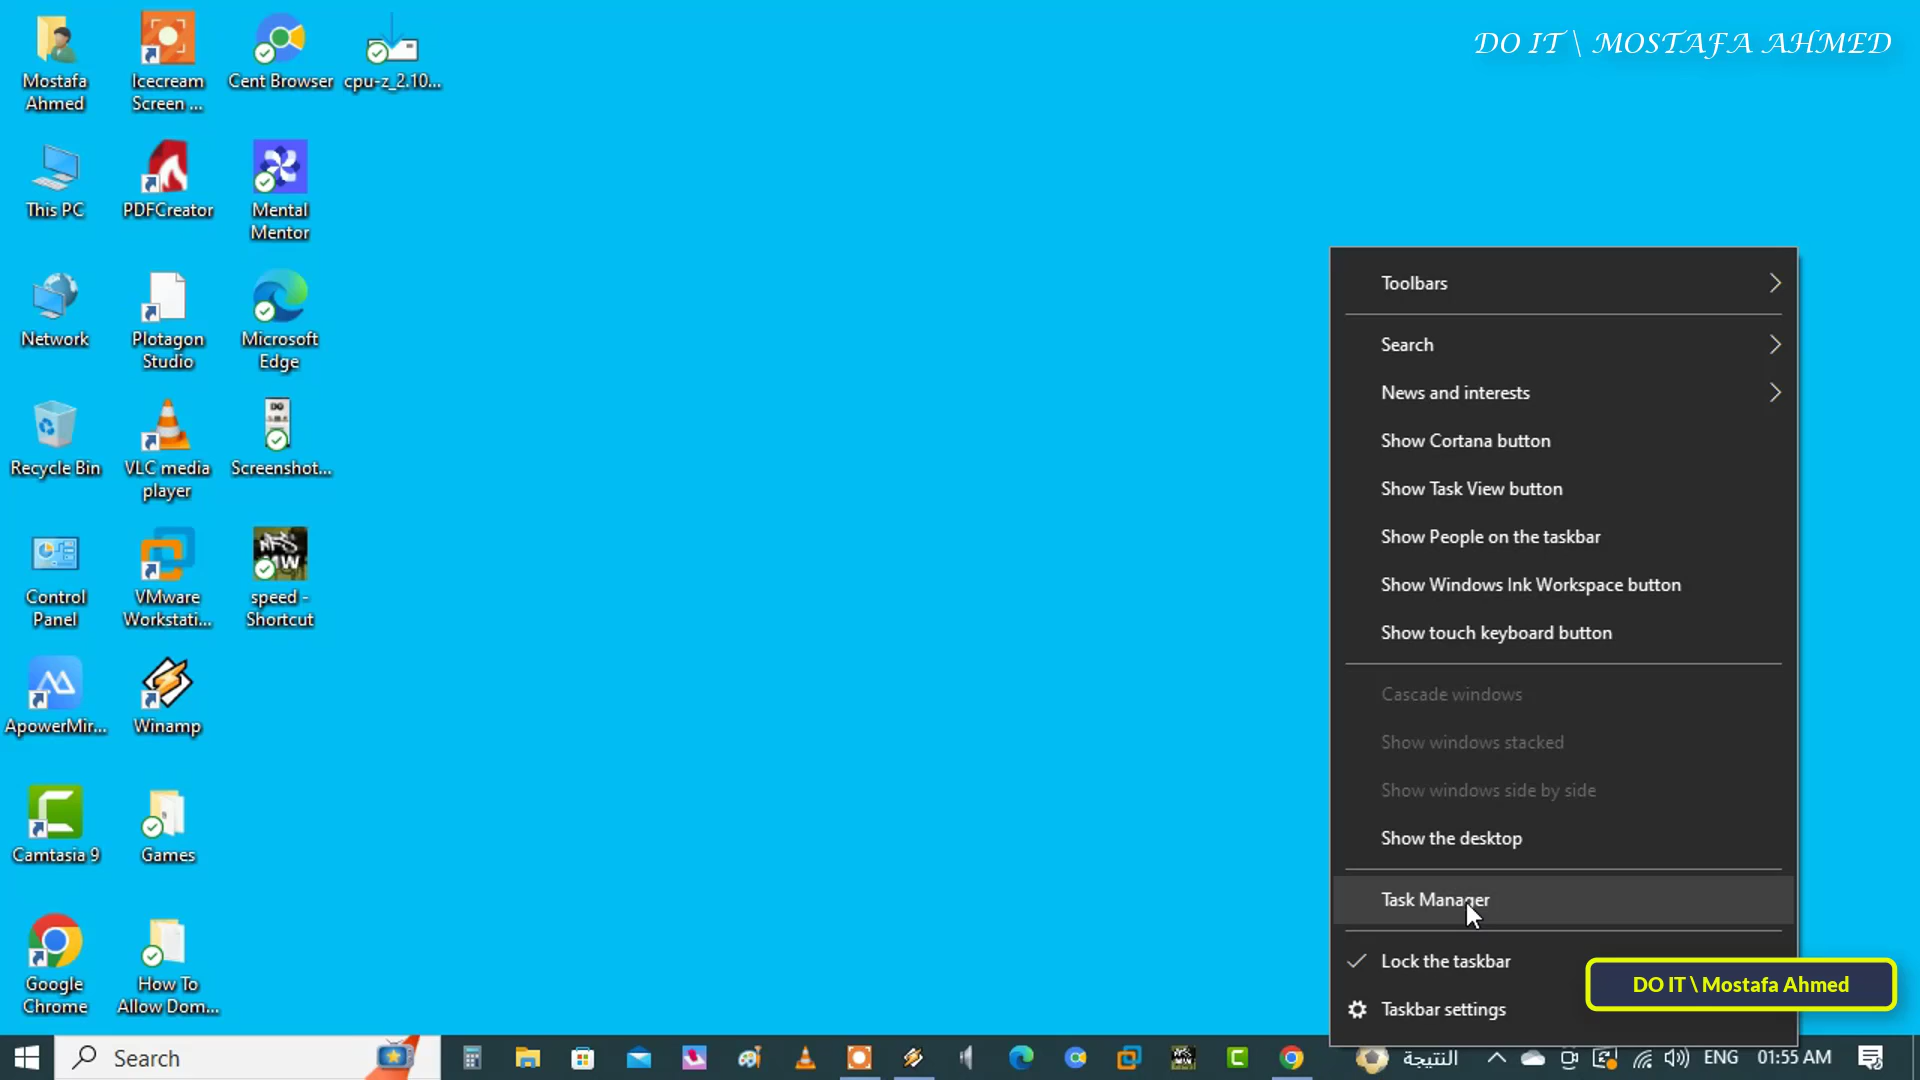 DO IT \ MOSTAFA AHMED
Mostafa
Ahmed
Icecream
Screen ...
Cent Browser
cpu-z_2.10...
This PC
PDFCreator
Mental
Mentor
Network
Plotagon
Studio
Microsoft
Edge
Recycle Bin
VLC media
player
DO
Screenshot...
Control
Panel
VMware
Workstati...
NFS
MW
speed -
Shortcut
ApowerMir...
Winamp
Camtasia 9
Games
Google
Chrome
How To
Allow Dom...
Toolbars
Search
News and interests
Show Cortana button
Show Task View button
Show People on the taskbar
Show Windows Ink Workspace button
Show touch keyboard button
Cascade windows
Show windows stacked
Show windows side by side
Show the desktop
Task Manager
Lock the taskbar
Taskbar settings
DO IT \ Mostafa Ahmed
Search
النتيجة
ENG
01:55 AM